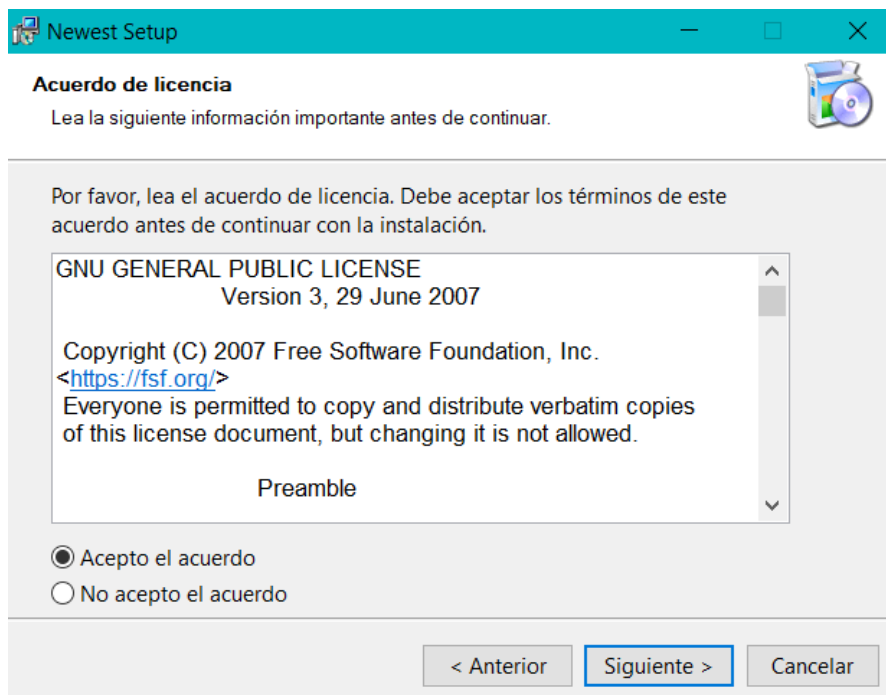 Newest Setup
Acuerdo de licencia
Lea la siguiente información importante antes de continuar.
Por favor, lea el acuerdo de licencia. Debe aceptar los términos de este
acuerdo antes de continuar con la instalación.
GNU GENERAL PUBLIC LICENSE
Version 3, 29 June 2007
Copyright (C) 2007 Free Software Foundation, Inc.
<https://fsf.org/>
Everyone is permitted to copy and distribute verbatim copies
of this license document, but changing it is not allowed.
Preamble
Acepto el acuerdo
No acepto el acuerdo
< Anterior
Siguiente >
Cancelar